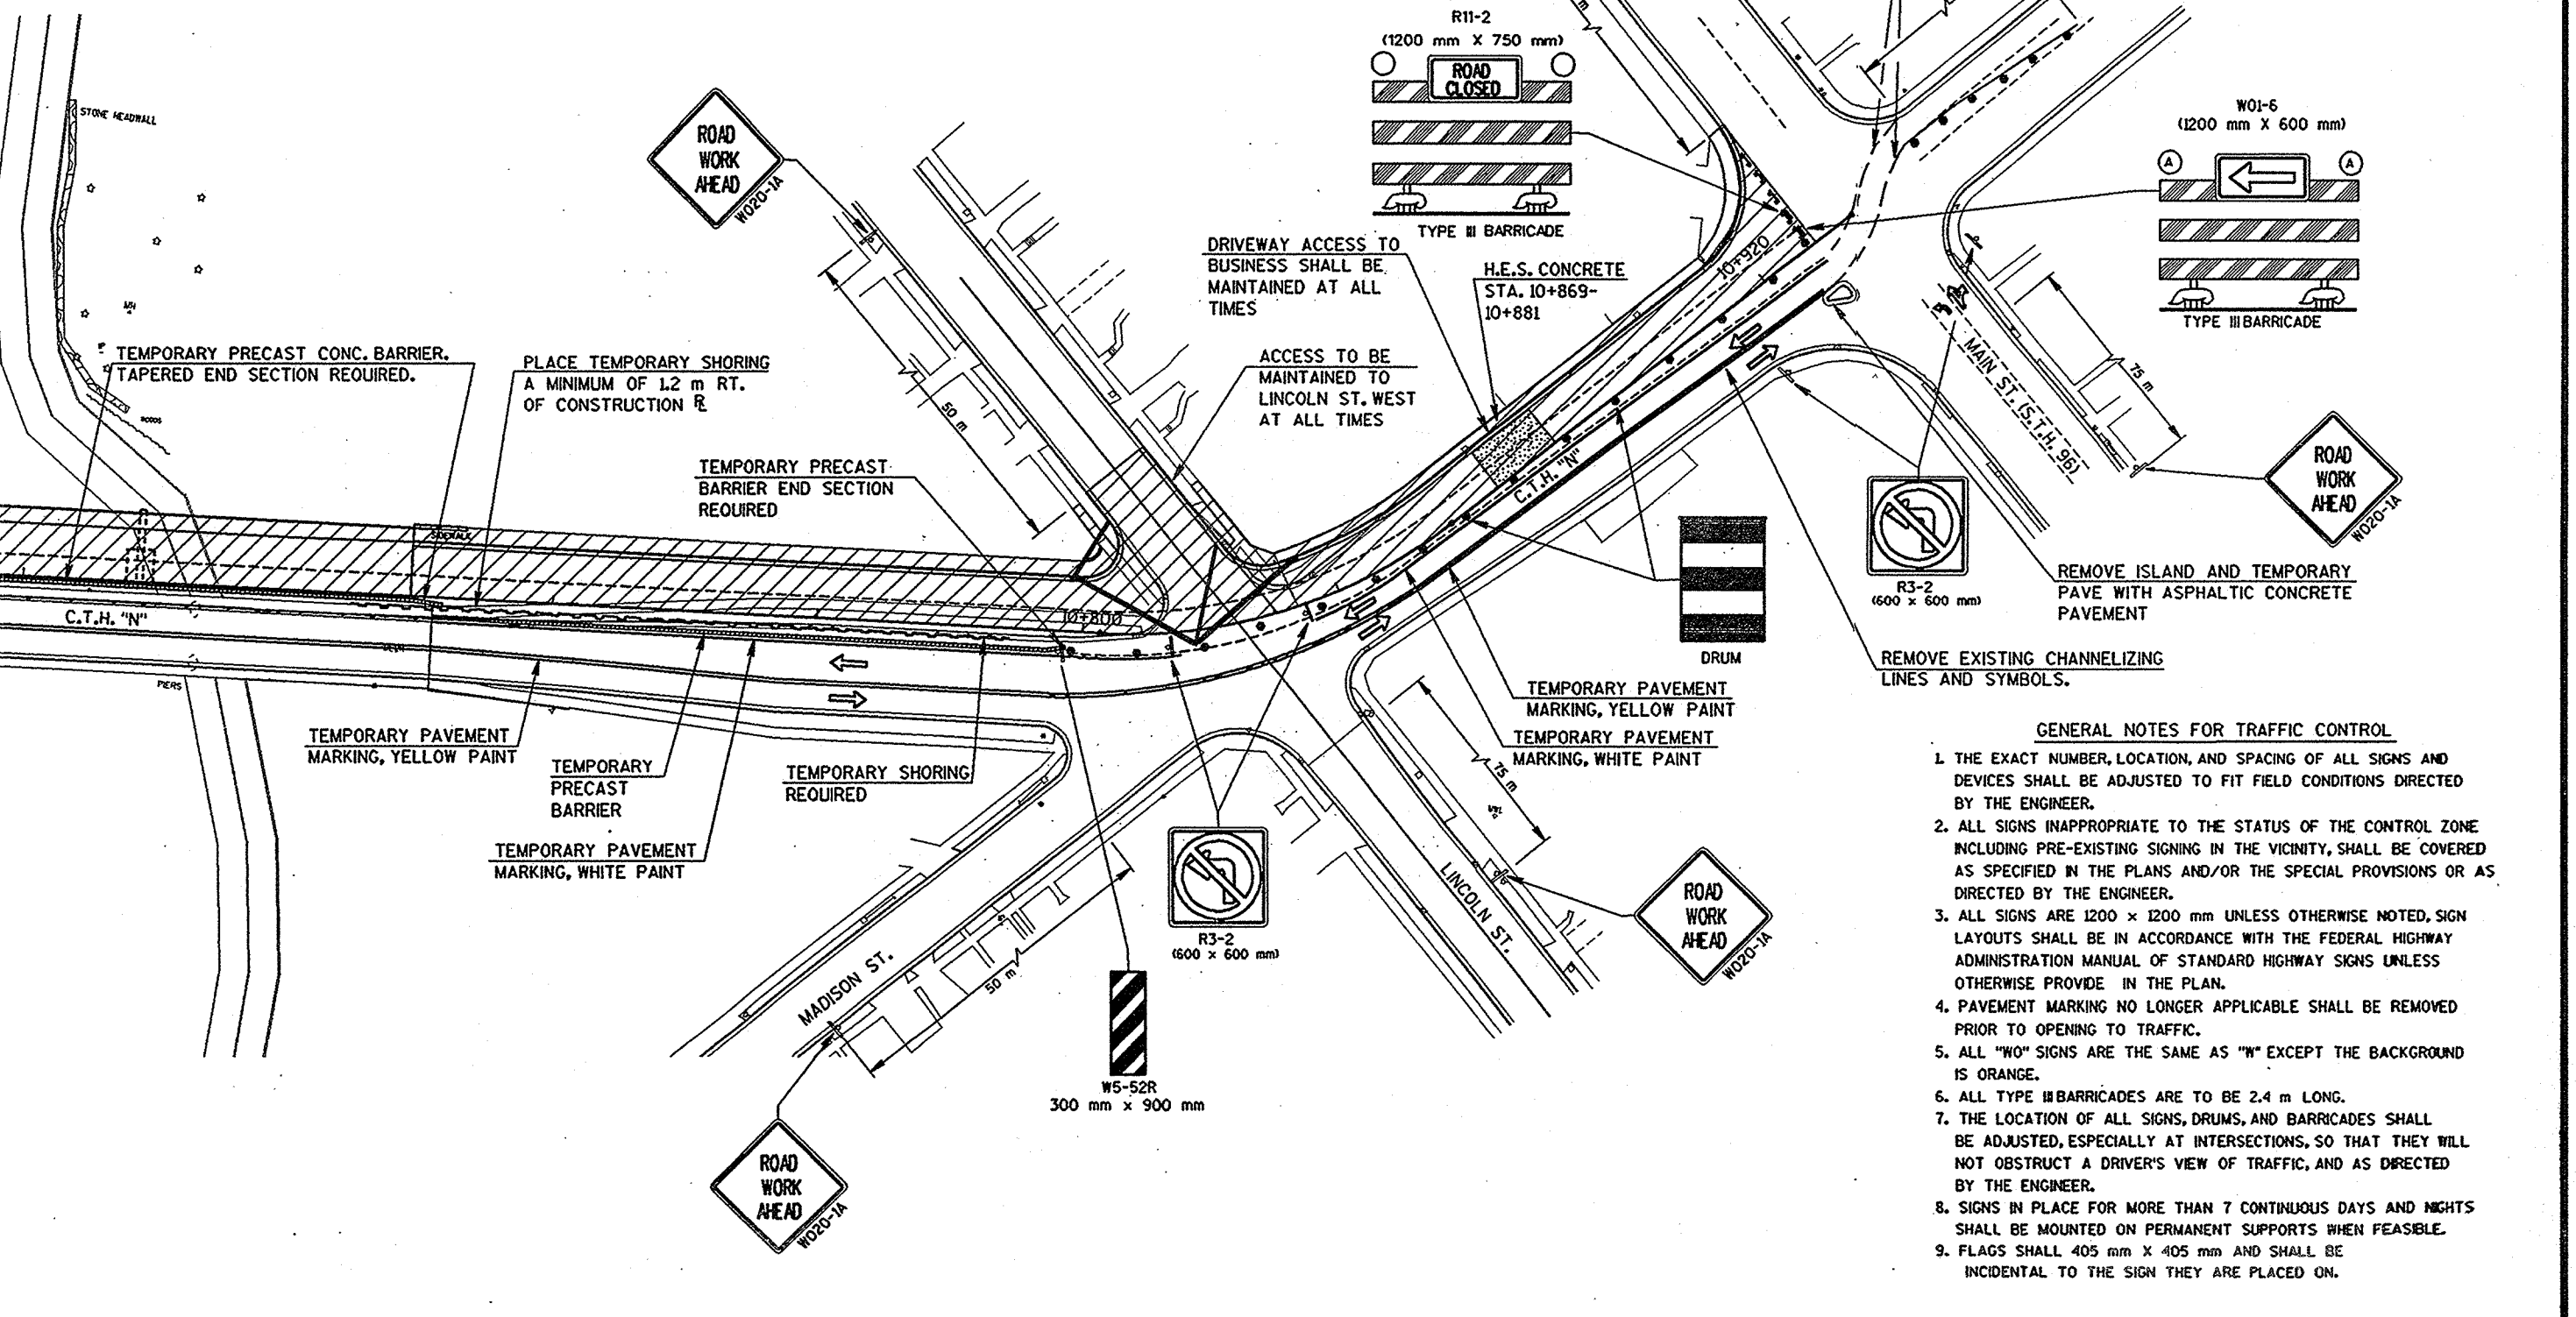 R11-2
(1200 mm X 750 mm)
ROAD
CLOSED
TYPE III BARRICADE
W01-6
(1200 mm X 600 mm)
A
A
TYPE III BARRICADE
STONE HEADWALL
ROAD
WORK
AHEAD
W020-1A
MH
WOODS
50 m
DRIVEWAY ACCESS TO
BUSINESS SHALL BE
MAINTAINED AT ALL
TIMES
H.E.S. CONCRETE
STA. 10+869-
10+881
10+920
ACCESS TO BE
MAINTAINED TO
LINCOLN ST. WEST
AT ALL TIMES
TEMPORARY PRECAST CONC. BARRIER.
TAPERED END SECTION REQUIRED.
PLACE TEMPORARY SHORING
A MINIMUM OF 1.2 m RT.
OF CONSTRUCTION RL
TEMPORARY PRECAST
BARRIER END SECTION
REQUIRED
MAIN ST. (S.T.H. 96)
75 m
ROAD
WORK
AHEAD
W020-1A
R3-2
(600 x 600 mm)
REMOVE ISLAND AND TEMPORARY
PAVE WITH ASPHALTIC CONCRETE
PAVEMENT
REMOVE EXISTING CHANNELIZING
LINES AND SYMBOLS.
C.T.H. "N"
DRUM
SIDEWALK
C.T.H. "N"
10+800
PIERS
TEMPORARY PAVEMENT
MARKING, YELLOW PAINT
TEMPORARY
PRECAST
BARRIER
TEMPORARY PAVEMENT
MARKING, WHITE PAINT
TEMPORARY SHORING
REQUIRED
TEMPORARY PAVEMENT
MARKING, YELLOW PAINT
TEMPORARY PAVEMENT
MARKING, WHITE PAINT
75 m
R3-2
(600 x 600 mm)
LINCOLN ST.
ROAD
WORK
AHEAD
W020-1A
MADISON ST.
50 m
W5-52R
300 mm x 900 mm
ROAD
WORK
AHEAD
W020-1A
GENERAL NOTES FOR TRAFFIC CONTROL
1. THE EXACT NUMBER, LOCATION, AND SPACING OF ALL SIGNS AND
DEVICES SHALL BE ADJUSTED TO FIT FIELD CONDITIONS DIRECTED
BY THE ENGINEER.
2. ALL SIGNS INAPPROPRIATE TO THE STATUS OF THE CONTROL ZONE
INCLUDING PRE-EXISTING SIGNING IN THE VICINITY, SHALL BE COVERED
AS SPECIFIED IN THE PLANS AND/OR THE SPECIAL PROVISIONS OR AS
DIRECTED BY THE ENGINEER.
3. ALL SIGNS ARE 1200 x 1200 mm UNLESS OTHERWISE NOTED, SIGN
LAYOUTS SHALL BE IN ACCORDANCE WITH THE FEDERAL HIGHWAY
ADMINISTRATION MANUAL OF STANDARD HIGHWAY SIGNS UNLESS
OTHERWISE PROVIDE IN THE PLAN.
4. PAVEMENT MARKING NO LONGER APPLICABLE SHALL BE REMOVED
PRIOR TO OPENING TO TRAFFIC.
5. ALL "WO" SIGNS ARE THE SAME AS "W" EXCEPT THE BACKGROUND
IS ORANGE.
6. ALL TYPE III BARRICADES ARE TO BE 2.4 m LONG.
7. THE LOCATION OF ALL SIGNS, DRUMS, AND BARRICADES SHALL
BE ADJUSTED, ESPECIALLY AT INTERSECTIONS, SO THAT THEY WILL
NOT OBSTRUCT A DRIVER'S VIEW OF TRAFFIC, AND AS DIRECTED
BY THE ENGINEER.
8. SIGNS IN PLACE FOR MORE THAN 7 CONTINUOUS DAYS AND NIGHTS
SHALL BE MOUNTED ON PERMANENT SUPPORTS WHEN FEASIBLE.
9. FLAGS SHALL 405 mm X 405 mm AND SHALL BE
INCIDENTAL TO THE SIGN THEY ARE PLACED ON.